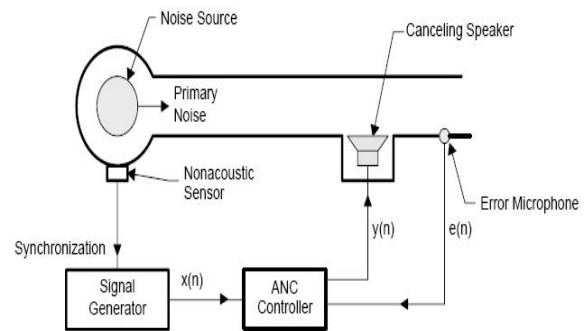 Noise Source
Canceling Speaker
Primary
Noise
Nonacoustic
Sensor
Error Microphone
Synchronization
y(n)
e(n)
Signal
Generator
x(n)
ANC
Controller